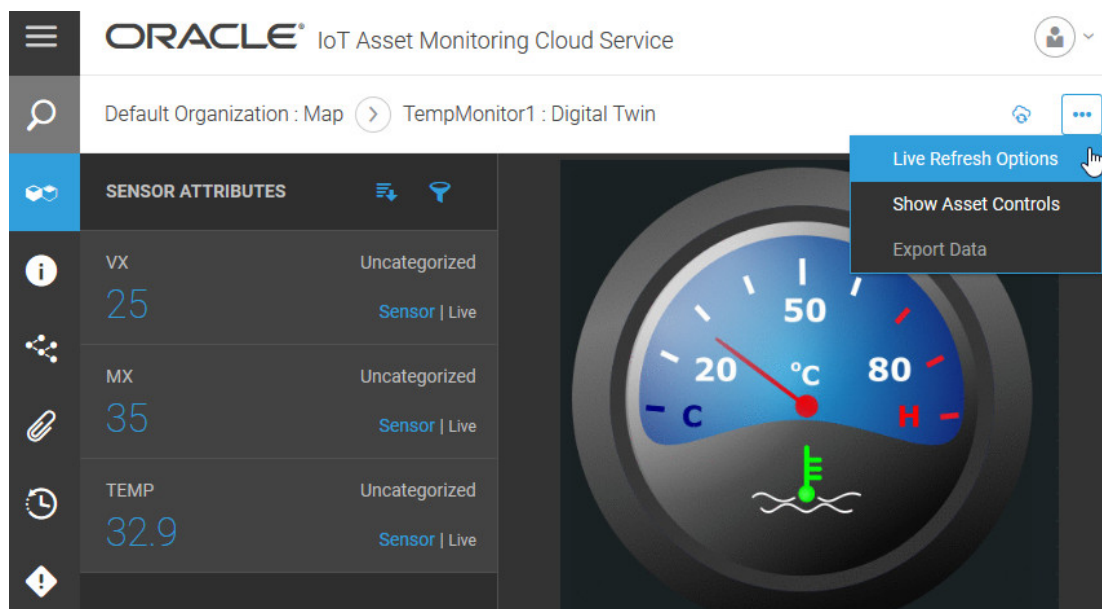 ORACLE® IoT Asset Monitoring Cloud Service
Default Organization : Map TempMonitor1 : Digital Twin
Live Refresh Options
Show Asset Controls
Export Data
SENSOR ATTRIBUTES
VX Uncategorized
25 Sensor | Live
MX Uncategorized
35 Sensor | Live
TEMP Uncategorized
32.9 Sensor | Live
50
20 °C 80
C H